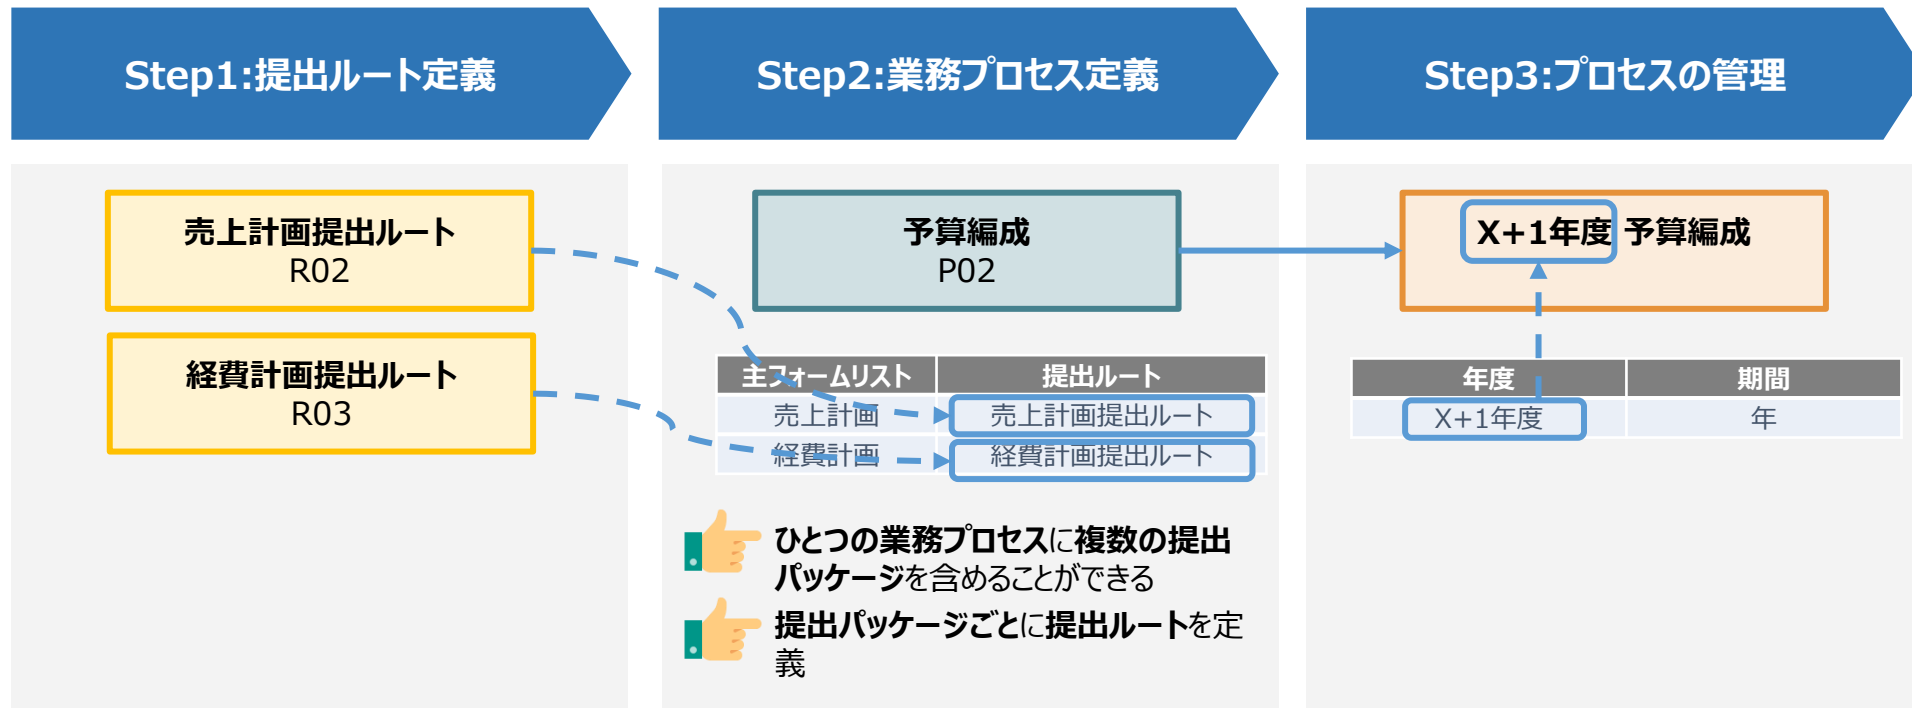 Step1:提出ルート定義
Step2:業務プロセス定義
Step3:プロセスの管理
売上計画提出ルート
R02
経費計画提出ルート
R03
予算編成
P02
主フォームリスト 提出ルート
売上計画 売上計画提出ルート
経費計画 経費計画提出ルート
ひとつの業務プロセスに複数の提出
パッケージを含めることができる
提出パッケージごとに提出ルートを定
義
X+1年度 予算編成
年度 期間
X+1年度 年